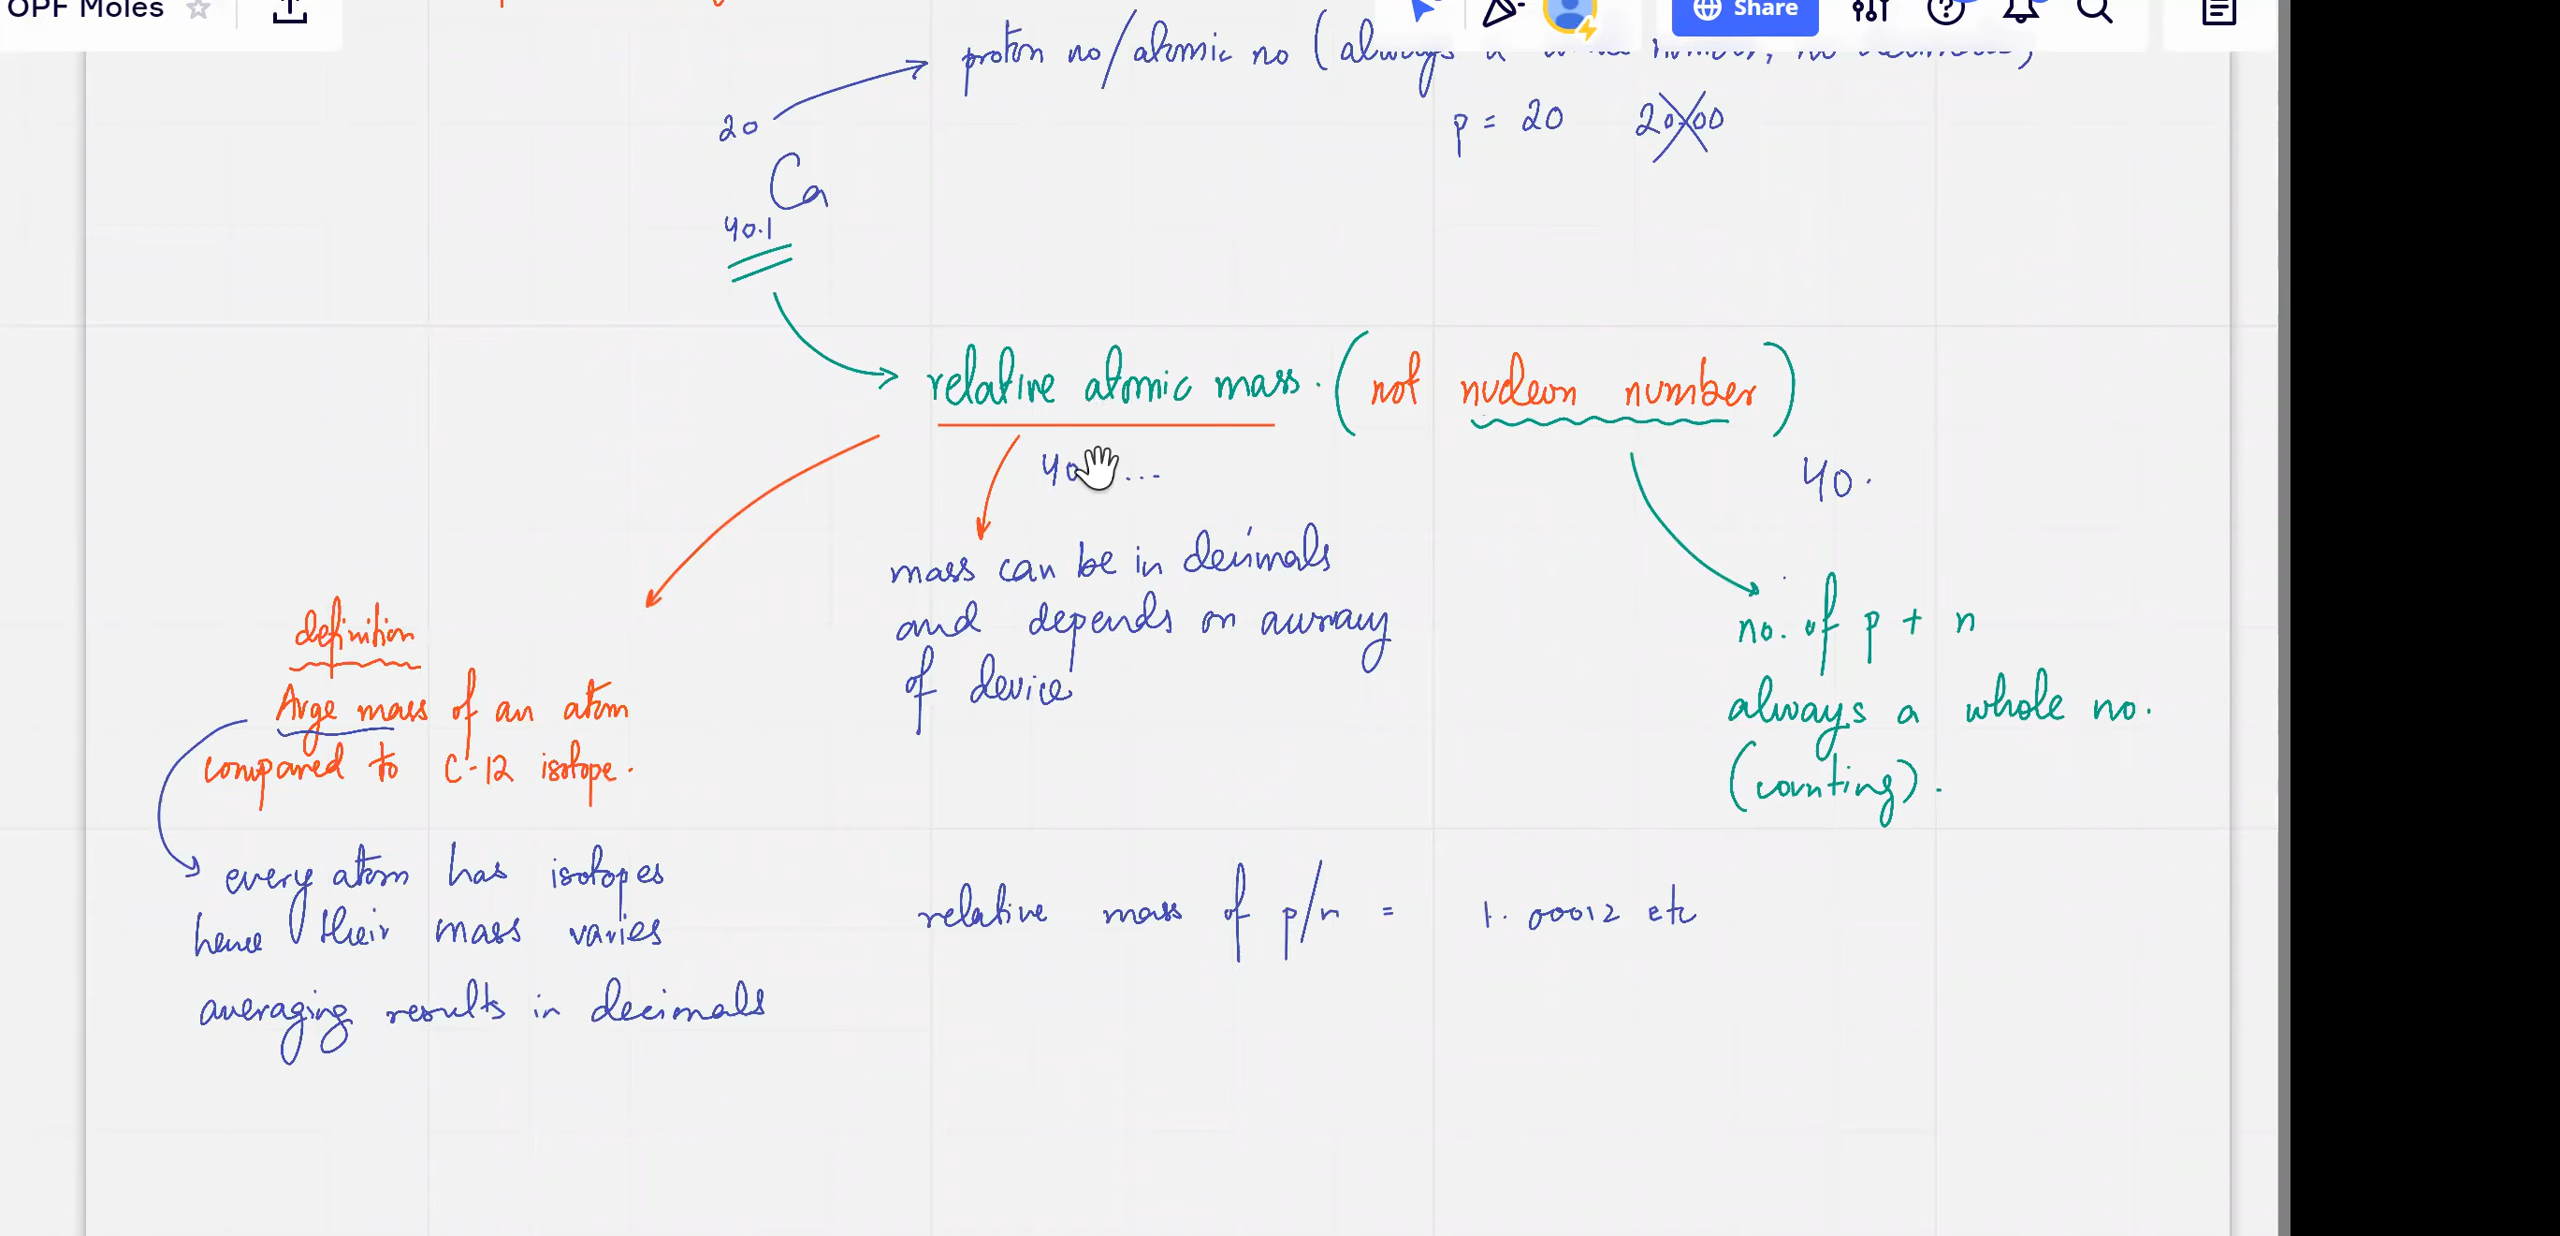 OPF Moles
Share
proton no/atomic no (always a
20
p = 20 20.00
Ca
40.1
relative atomic mass. (not nucleon number)
40 ...
40.
mass can be in decimals
and depends on accuracy
of device
no. of p + n
always a whole no.
(counting).
definition
Avge mass of an atom
compared to C-12 isotope.
every atom has isotopes
hence their mass varies
averaging results in decimals
relative mass of p/n = 1.00012 etc